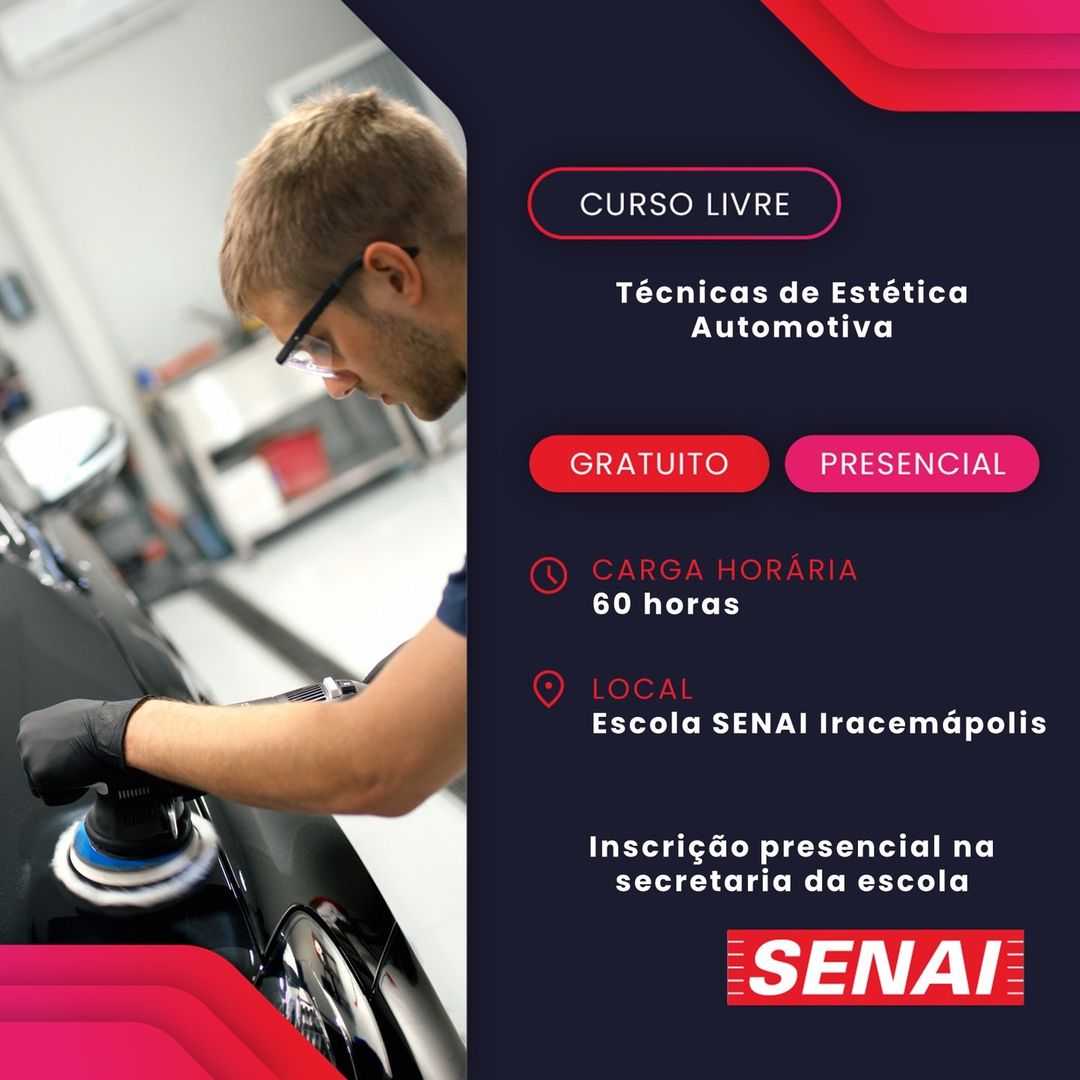 CURSO LIVRE
Técnicas de Estética
Automotiva
GRATUITO
PRESENCIAL
CARGA HORÁRIA
60 horas
LOCAL
Escola SENAI Iracemápolis
Inscrição presencial na
secretaria da escola
SENAI